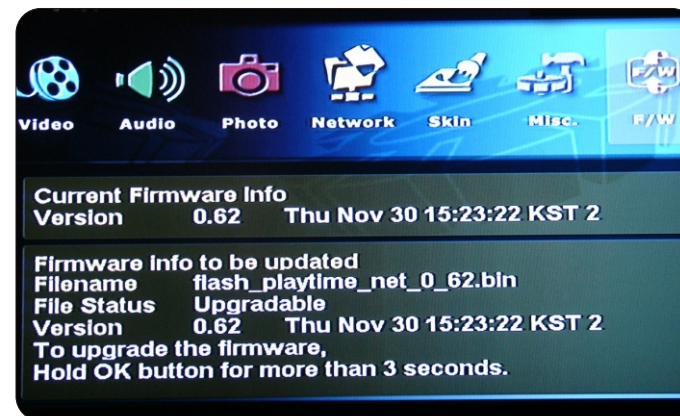 Video Audio Photo Network Skin Misc. F/W
F/W
Current Firmware Info
Version 0.62 Thu Nov 30 15:23:22 KST 2
Firmware Info to be updated
Filename flash_playtime_net_0_62.bin
File Status Upgradable
Version 0.62 Thu Nov 30 15:23:22 KST 2
To upgrade the firmware,
Hold OK button for more than 3 seconds.